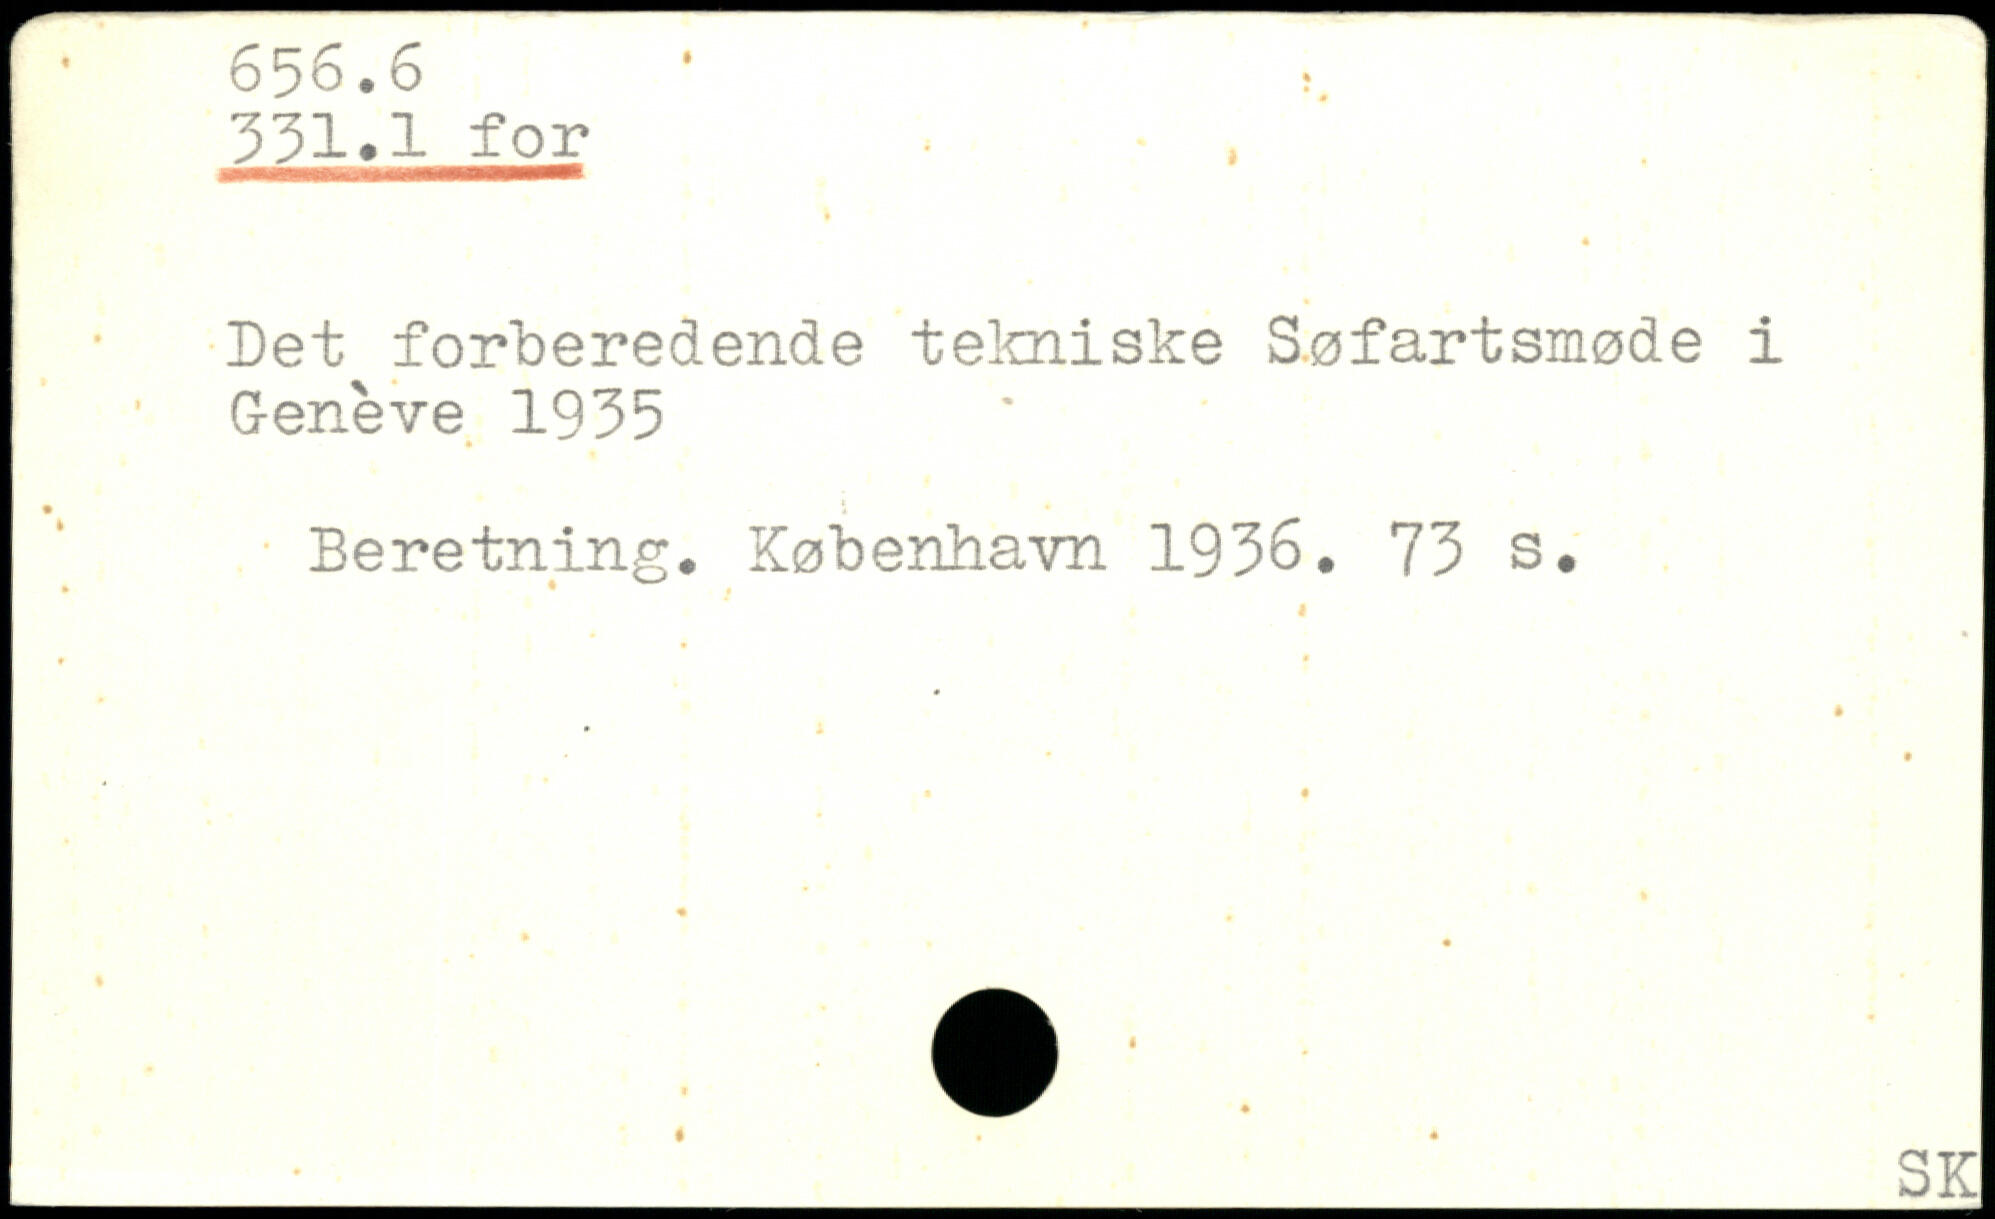 656.6
331.1 for
Det forberedende tekniske Søfartsmøde i
Genève 1935
Beretning. København 1936. 73 s.
SK